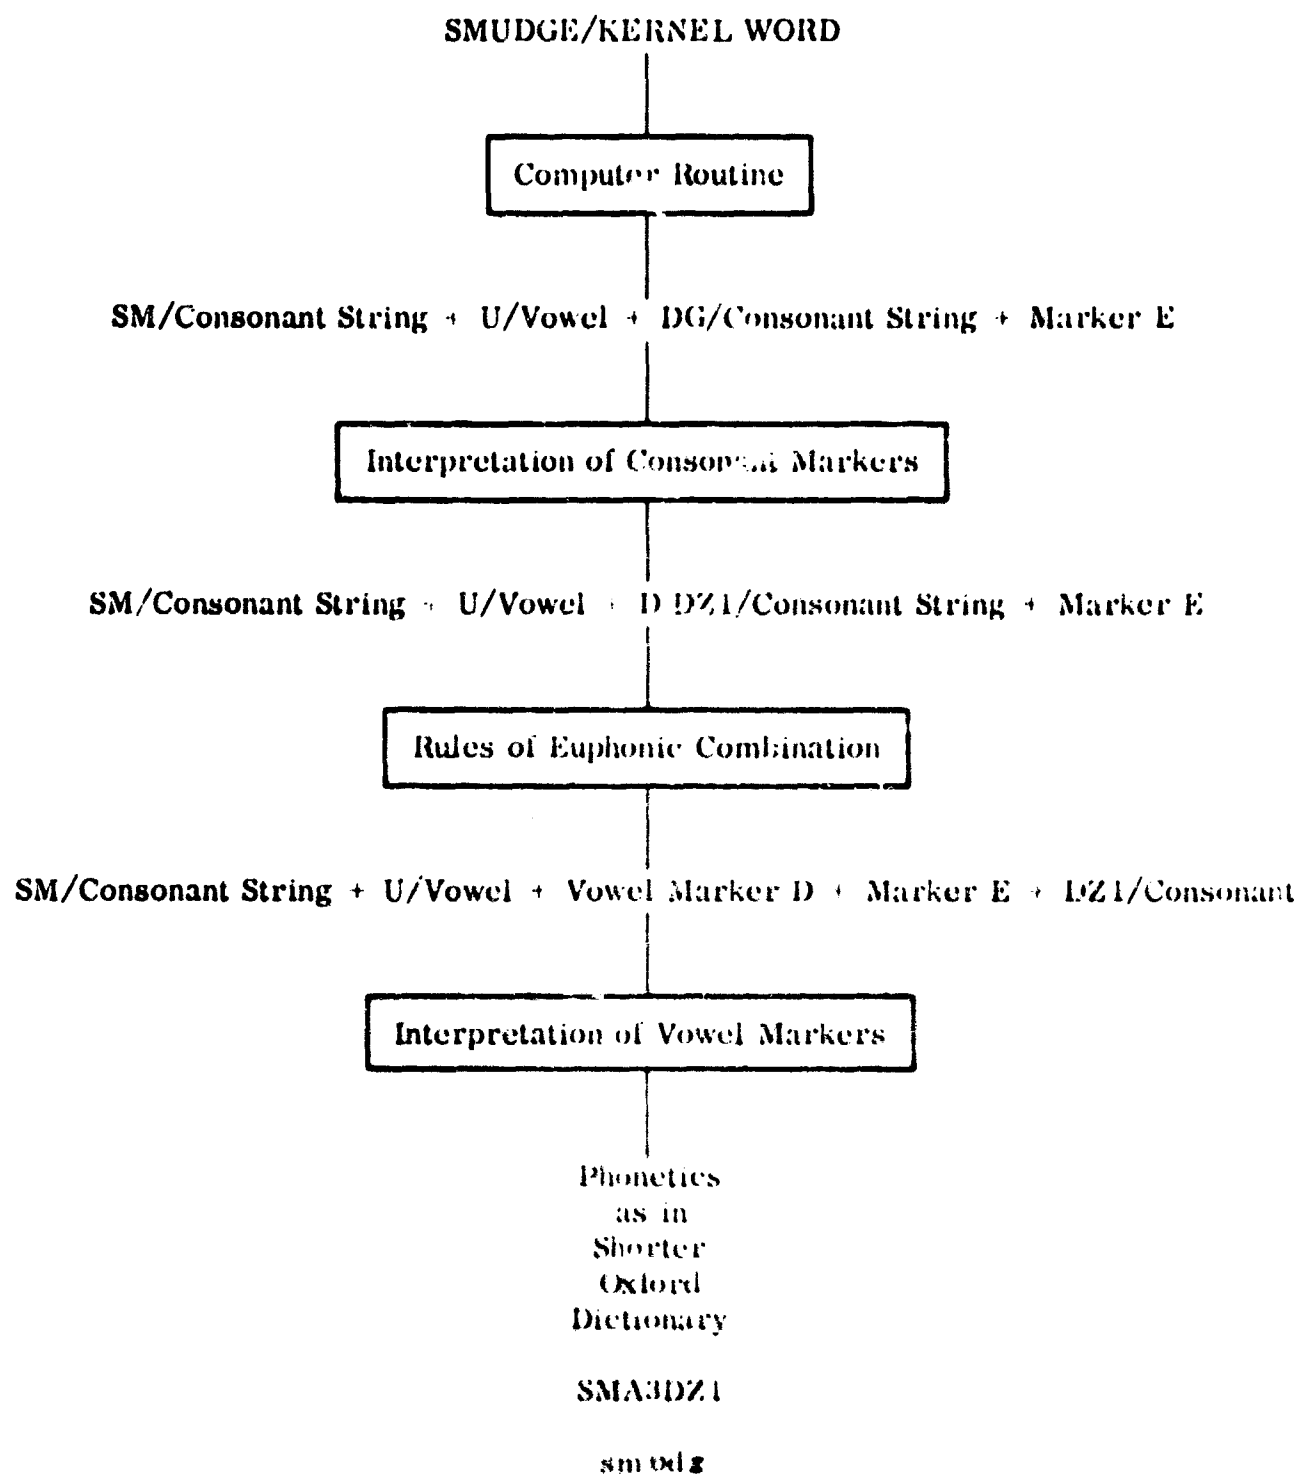 SMUDGE/KERNEL WORD
Computer Routine
SM/Consonant String + U/Vowel + DG/Consonant String + Marker E
Interpretation of Consonant Markers
SM/Consonant String + U/Vowel + D DZ1/Consonant String + Marker E
Rules of Euphonic Combination
SM/Consonant String + U/Vowel + Vowel Marker D + Marker E + DZ1/Consonant
Interpretation of Vowel Markers
Phonetics
as in
Shorter
Oxford
Dictionary
SMA3DZ1